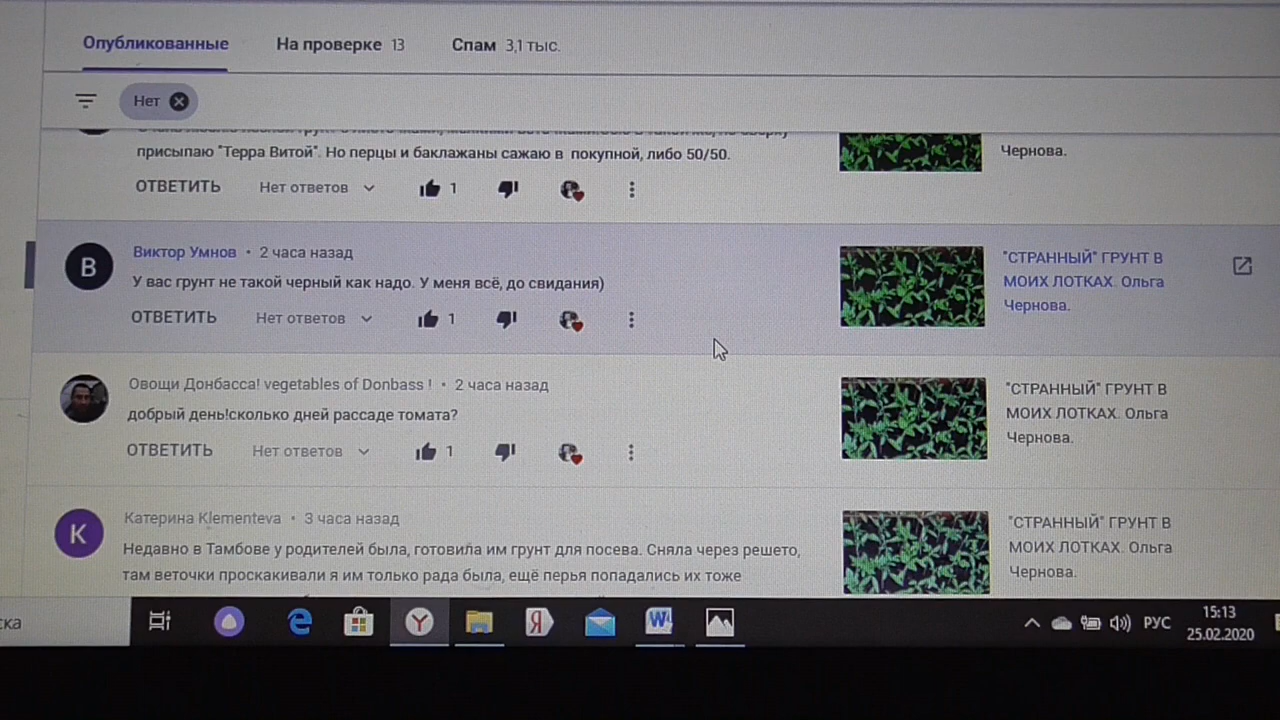 Опубликованные
На проверке 13
Спам 3,1 тыс.
Нет
присыпаю "Терра Витой". Но перцы и баклажаны сажаю в покупной, либо 50/50.
Чернова.
ОТВЕТИТЬ Нет ответов 1
Виктор Умнов • 2 часа назад
У вас грунт не такой черный как надо. У меня всё, до свидания)
ОТВЕТИТЬ Нет ответов 1
"СТРАННЫЙ" ГРУНТ В
МОИХ ЛОТКАХ. Ольга
Чернова.
Овощи Донбасса! vegetables of Donbass ! • 2 часа назад
добрый день!сколько дней рассаде томата?
ОТВЕТИТЬ Нет ответов 1
"СТРАННЫЙ" ГРУНТ В
МОИХ ЛОТКАХ. Ольга
Чернова.
Катерина Klementeva • 3 часа назад
Недавно в Тамбове у родителей была, готовила им грунт для посева. Сняла через решето,
там веточки проскакивали я им только рада была, ещё перья попадались их тоже
"СТРАННЫЙ" ГРУНТ В
МОИХ ЛОТКАХ. Ольга
Чернова.
ска
РУС
15:13
25.02.2020